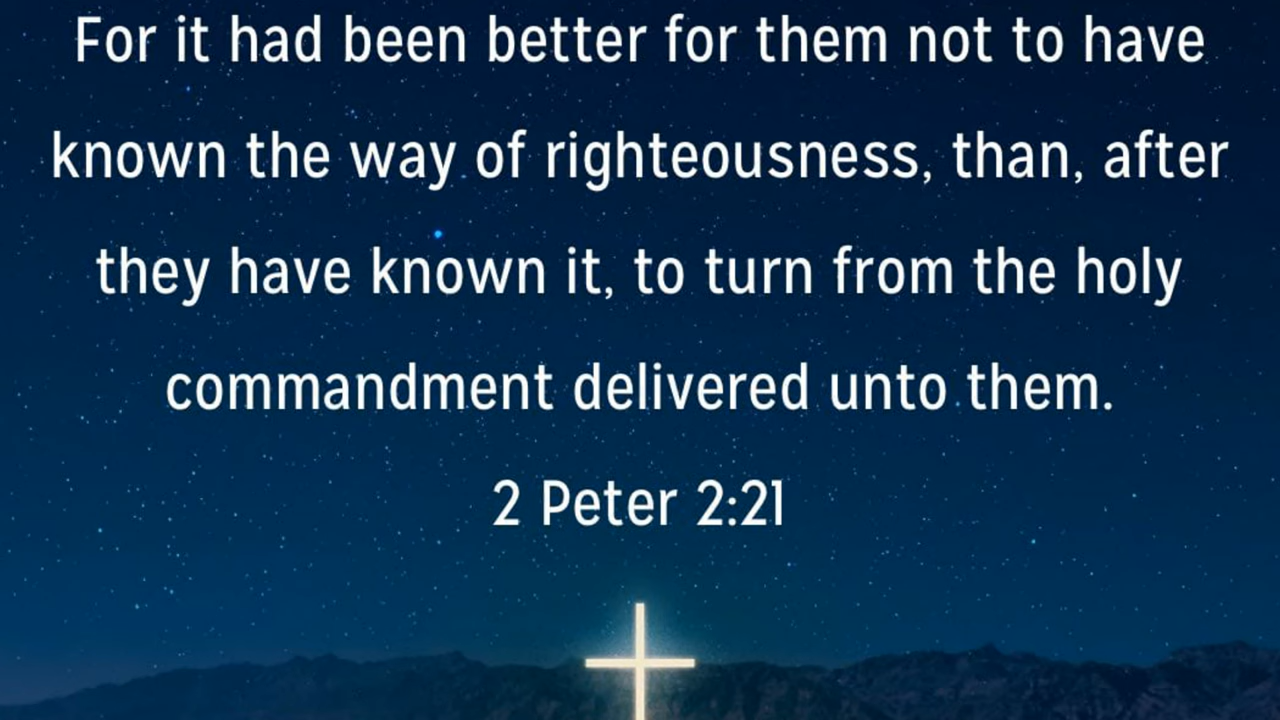 For it had been better for them not to have
known the way of righteousness, than, after
they have known it, to turn from the holy
commandment delivered unto them.
2 Peter 2:21